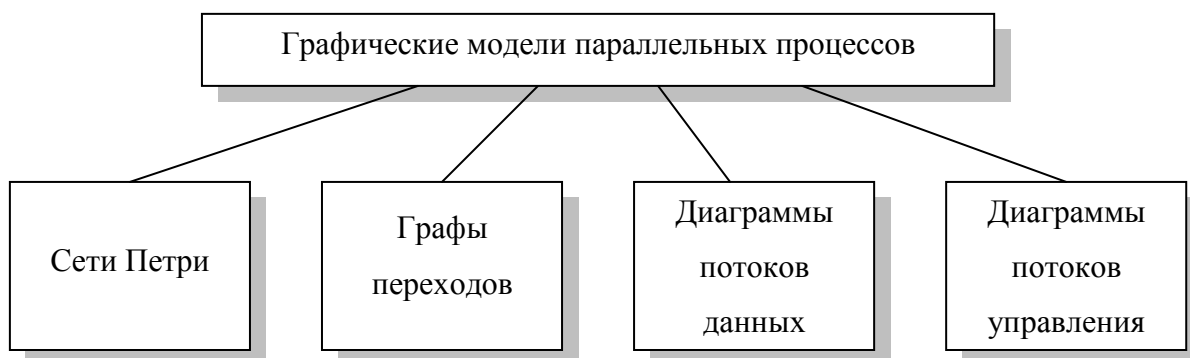 Графические модели параллельных процессов
Сети Петри
Графы
переходов
Диаграммы
потоков
данных
Диаграммы
потоков
управления